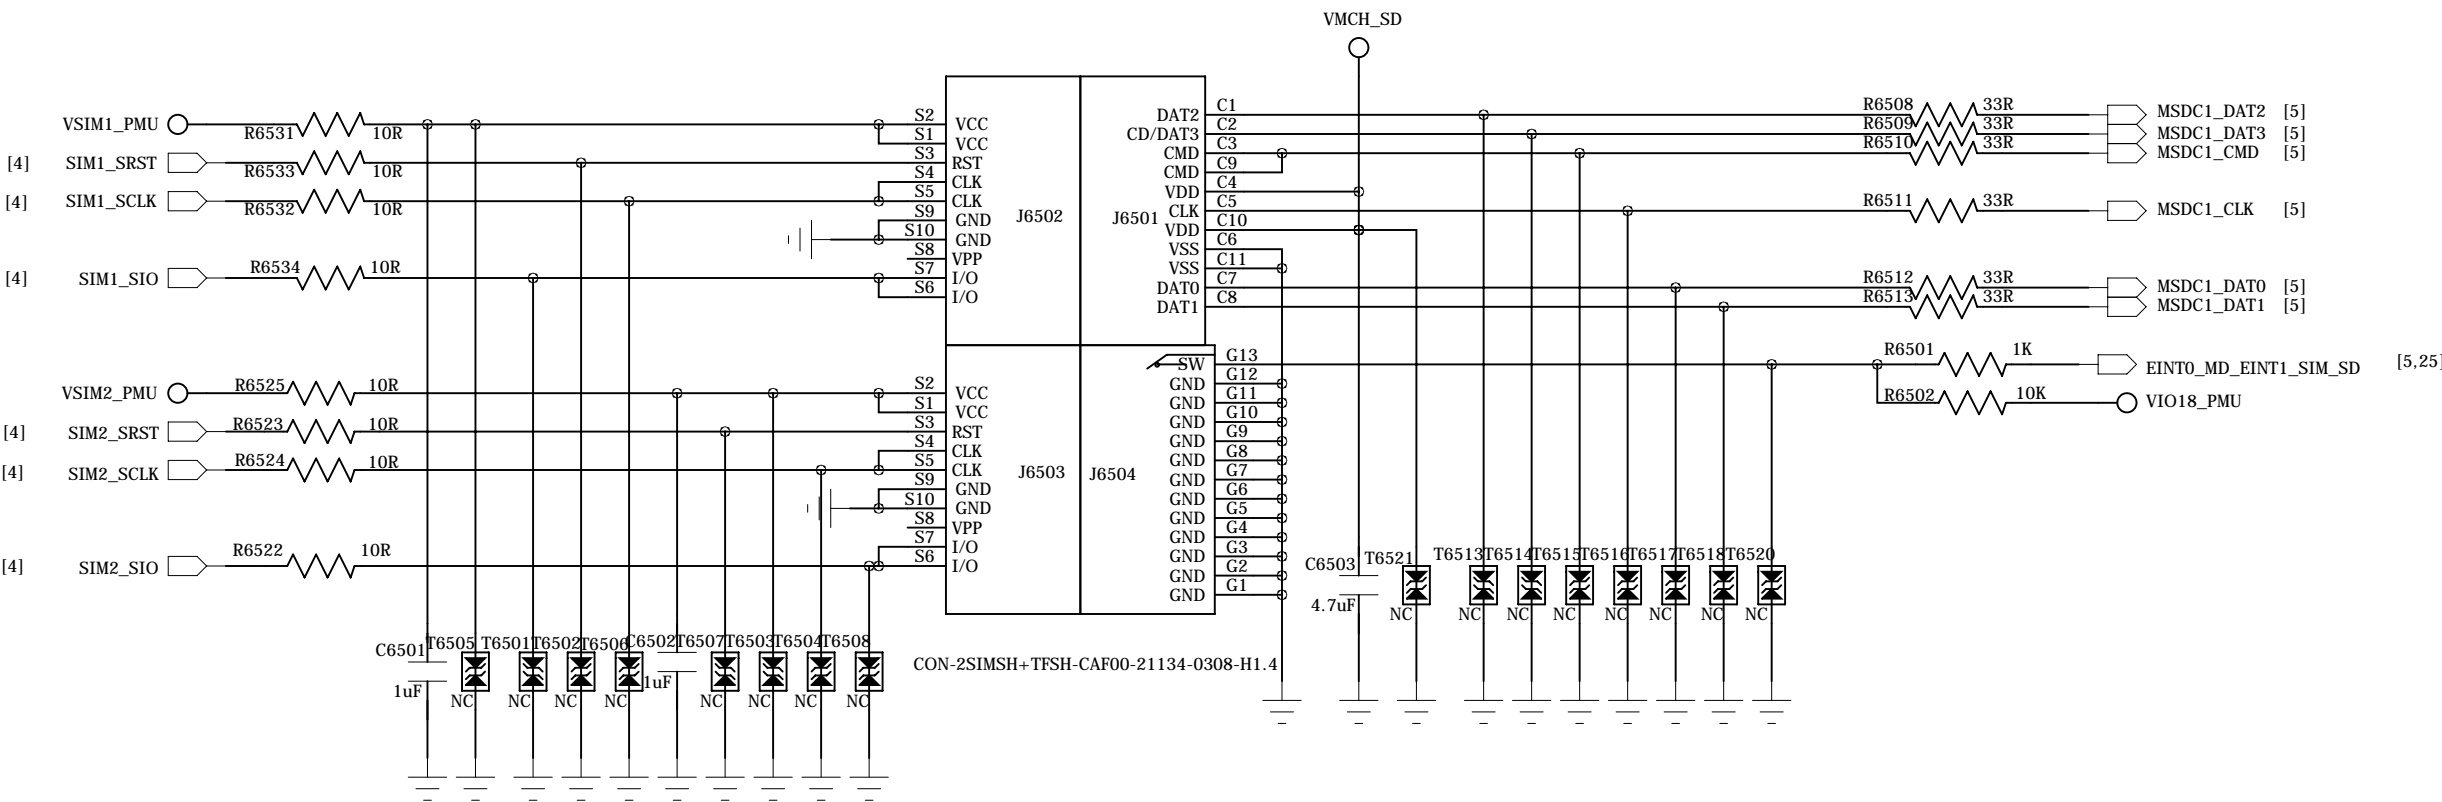 VMCH_SD
VSIM1_PMU R6531 10R
[4] SIM1_SRST R6533 10R
[4] SIM1_SCLK R6532 10R
[4] SIM1_SIO R6534 10R
S2 VCC
S1 VCC
S3 RST
S4 CLK
S5 CLK
S9 GND
S10 GND
S8 VPP
S7 I/O
S6 I/O
J6502
J6501
DAT2 C1
CD/DAT3 C2
CMD C3
CMD C9
VDD C4
CLK C5
VDD C10
VSS C6
VSS C11
DAT0 C7
DAT1 C8
R6508 33R MSDC1_DAT2 [5]
R6509 33R MSDC1_DAT3 [5]
R6510 33R MSDC1_CMD [5]
R6511 33R MSDC1_CLK [5]
R6512 33R MSDC1_DAT0 [5]
R6513 33R MSDC1_DAT1 [5]
R6501 1K EINT0_MD_EINT1_SIM_SD [5,25]
R6502 10K VIO18_PMU
VSIM2_PMU R6525 10R
[4] SIM2_SRST R6523 10R
[4] SIM2_SCLK R6524 10R
[4] SIM2_SIO R6522 10R
S2 VCC
S1 VCC
S3 RST
S4 CLK
S5 CLK
S9 GND
S10 GND
S8 VPP
S7 I/O
S6 I/O
J6503
J6504
SW G13
GND G12
GND G11
GND G10
GND G9
GND G8
GND G7
GND G6
GND G5
GND G4
GND G3
GND G2
GND G1
C6503 T6521 T6513 T6514 T6515 T6516 T6517 T6518 T6520
4.7uF NC NC NC NC NC NC NC NC
C6501 T6505 T6501 T6502 T6506 C6502 T6507 T6503 T6504 T6508
1uF NC NC NC NC 1uF NC NC NC NC
CON-2SIMSH+TFSH-CAF00-21134-0308-H1.4